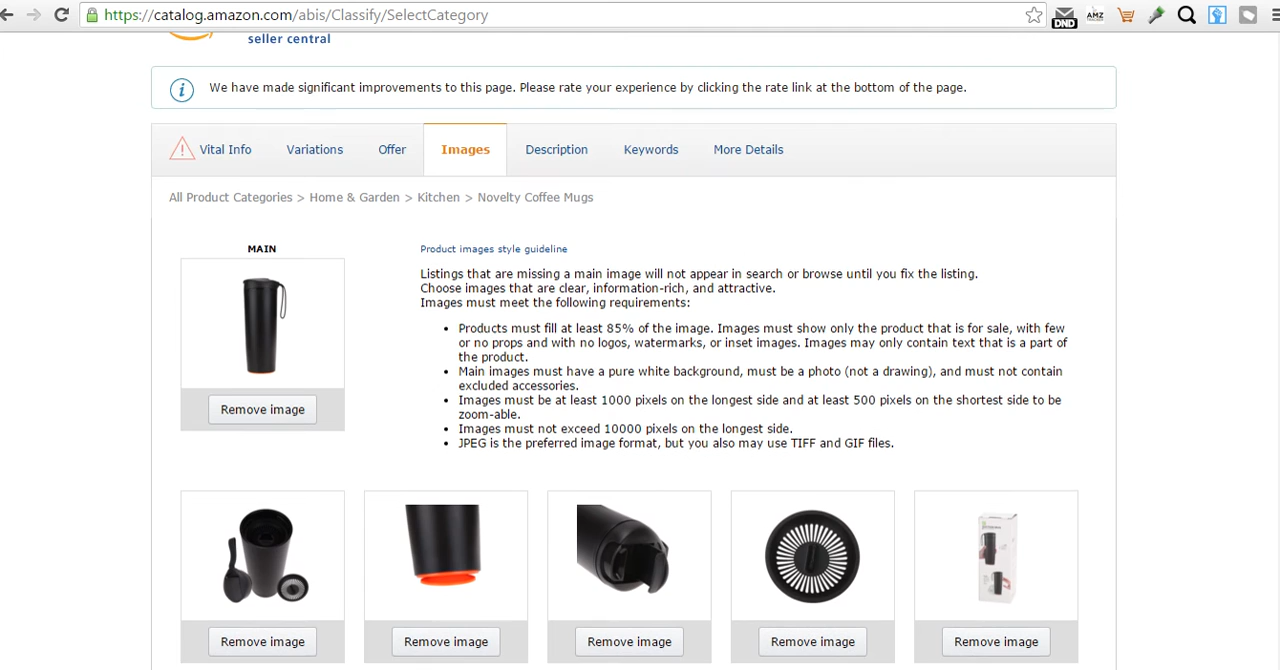 https://catalog.amazon.com/abis/Classify/SelectCategory
DND
AMZ
seller central
We have made significant improvements to this page. Please rate your experience by clicking the rate link at the bottom of the page.
Vital Info
Variations
Offer
Images
Description
Keywords
More Details
All Product Categories > Home & Garden > Kitchen > Novelty Coffee Mugs
MAIN
Product images style guideline
Listings that are missing a main image will not appear in search or browse until you fix the listing.
Choose images that are clear, information-rich, and attractive.
Images must meet the following requirements:
Products must fill at least 85% of the image. Images must show only the product that is for sale, with few
or no props and with no logos, watermarks, or inset images. Images may only contain text that is a part of
the product.
Main images must have a pure white background, must be a photo (not a drawing), and must not contain
excluded accessories.
Images must be at least 1000 pixels on the longest side and at least 500 pixels on the shortest side to be
zoom-able.
Images must not exceed 10000 pixels on the longest side.
JPEG is the preferred image format, but you also may use TIFF and GIF files.
Remove image
Remove image
Remove image
Remove image
Remove image
Remove image